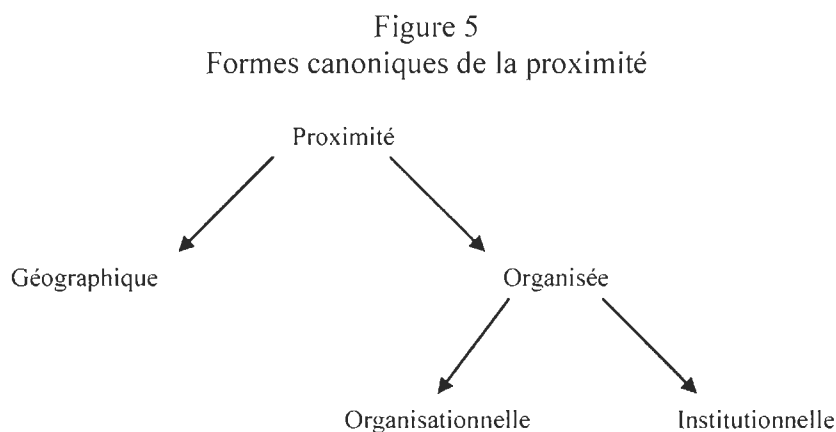 Figure 5
Formes canoniques de la proximité
Proximité
Géographique
Organisée
Organisationnelle
Institutionnelle